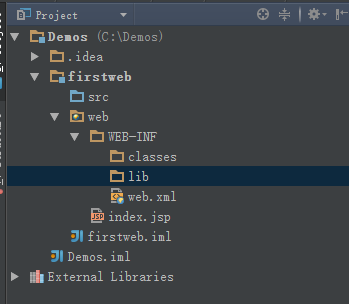 Project
Demos (C:\Demos)
.idea
firstweb
src
web
WEB-INF
classes
lib
web.xml
index.jsp
firstweb.iml
Demos.iml
External Libraries